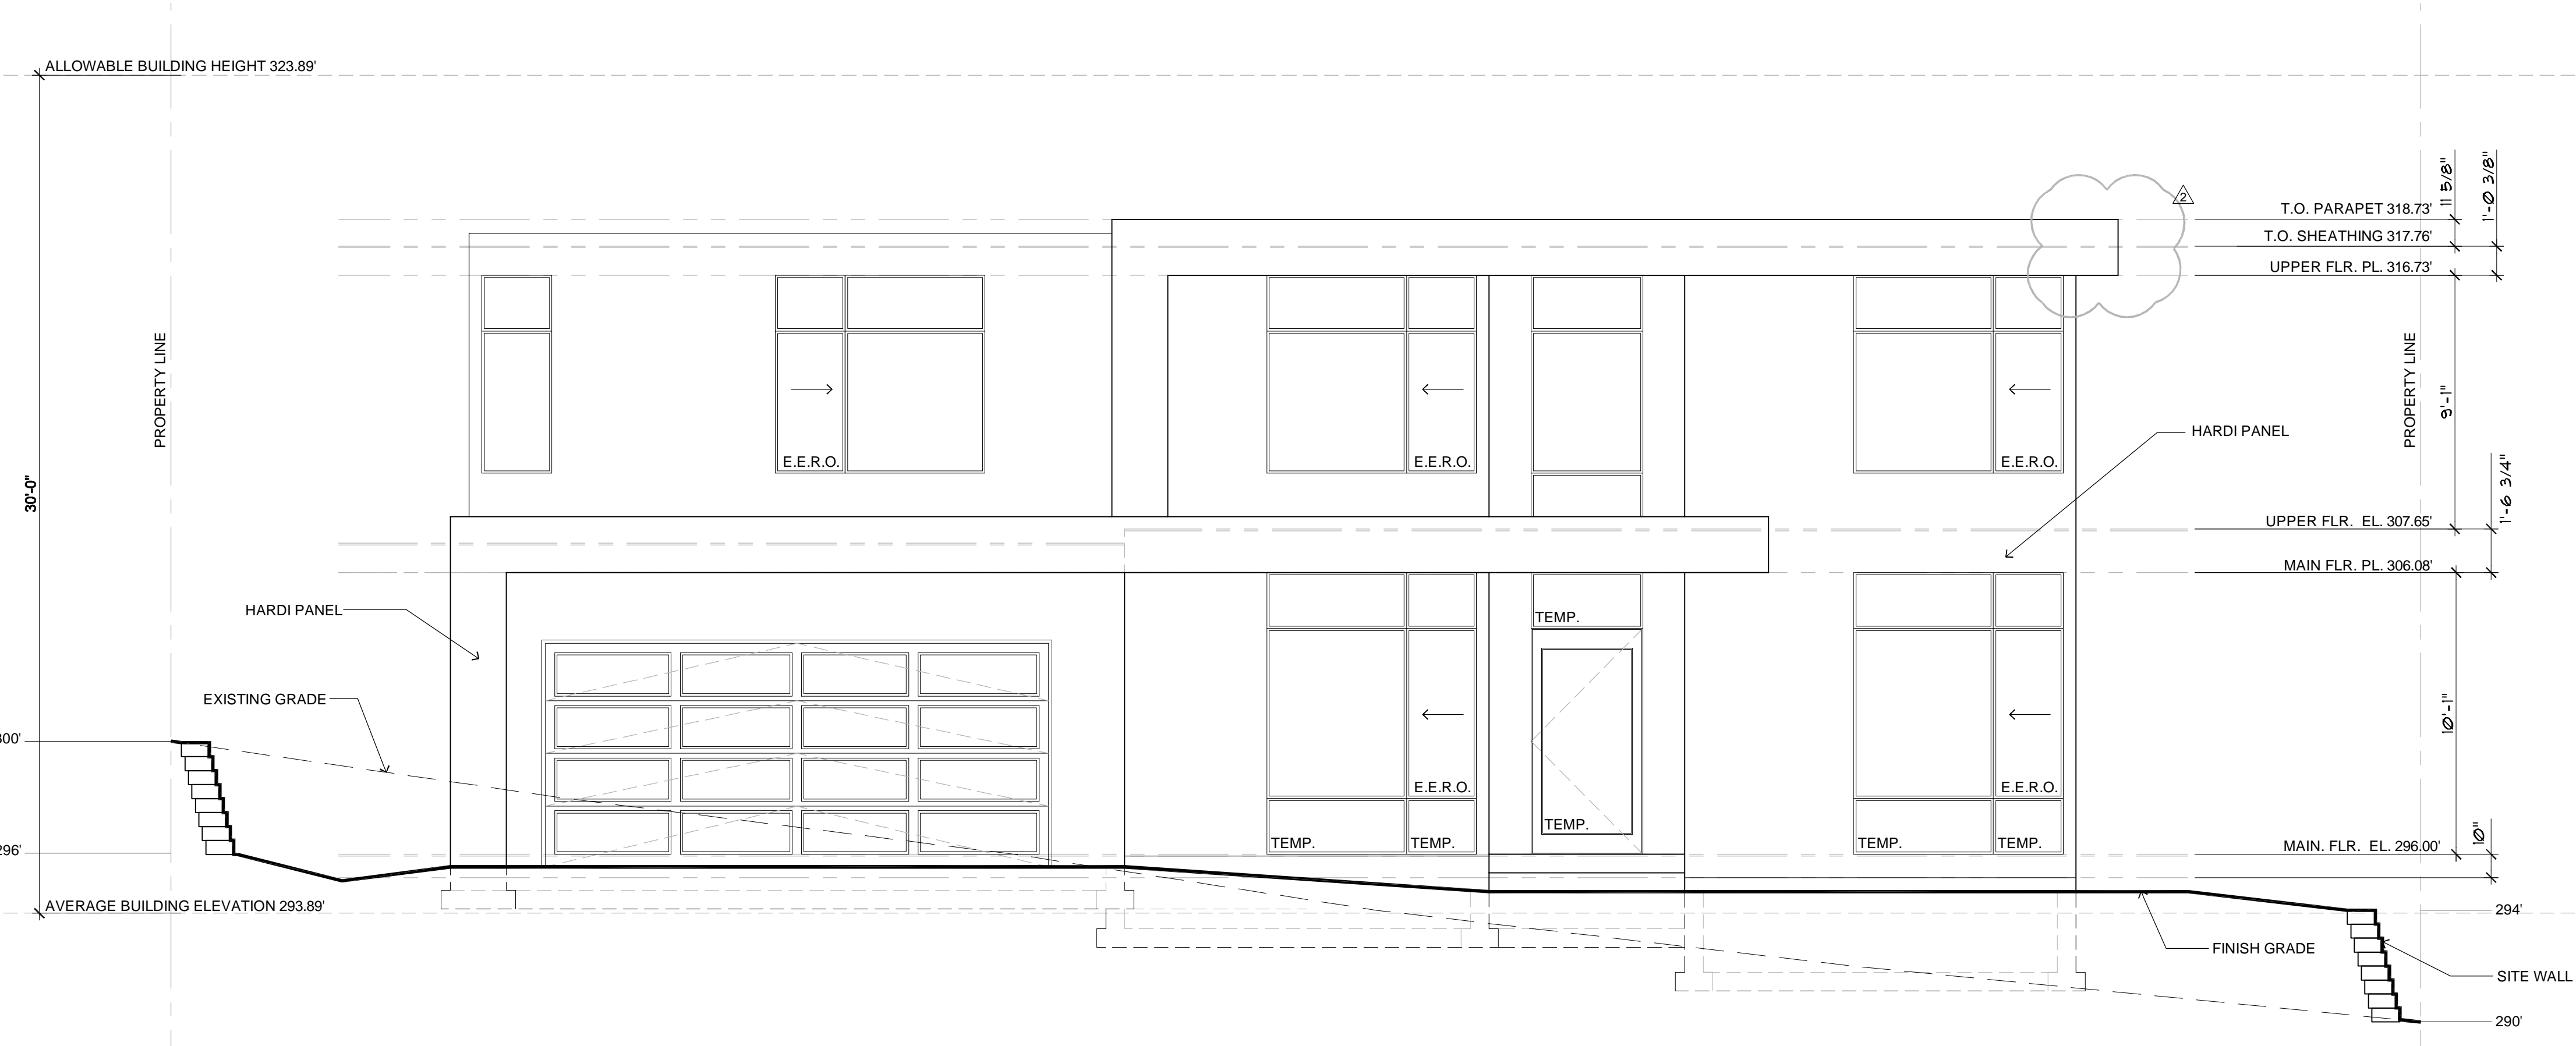 ALLOWABLE BUILDING HEIGHT 323.89'
11 5/8"
1'-0 3/8"
2
T.O. PARAPET 318.73'
T.O. SHEATHING 317.76'
UPPER FLR. PL. 316.73'
PROPERTY LINE
PROPERTY LINE
9'-1"
HARDI PANEL
E.E.R.O.
E.E.R.O.
E.E.R.O.
30'-0"
1'-6 3/4"
UPPER FLR. EL. 307.65'
MAIN FLR. PL. 306.08'
HARDI PANEL
TEMP.
EXISTING GRADE
10'-1"
00'
E.E.R.O.
E.E.R.O.
TEMP.
TEMP.
TEMP.
TEMP.
TEMP.
10"
296'
MAIN. FLR. EL. 296.00'
AVERAGE BUILDING ELEVATION 293.89'
294'
FINISH GRADE
SITE WALL
290'